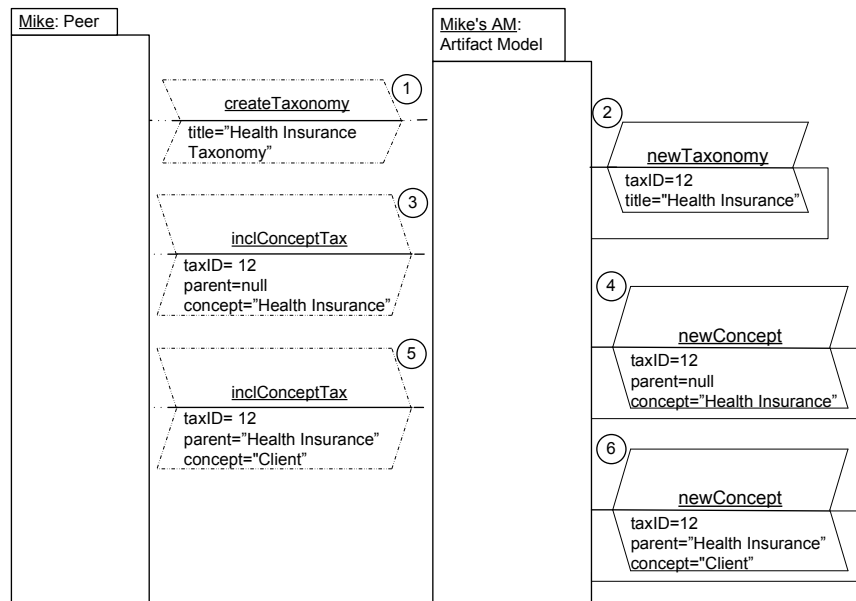 Mike: Peer
Mike's AM:
Artifact Model
1
createTaxonomy
title=”Health Insurance
Taxonomy”
2
newTaxonomy
taxID=12
title="Health Insurance”
3
inclConceptTax
taxID= 12
parent=null
concept=”Health Insurance”
4
newConcept
taxID=12
parent=null
concept=”Health Insurance”
5
inclConceptTax
taxID= 12
parent=”Health Insurance”
concept="Client”
6
newConcept
taxID=12
parent=”Health Insurance”
concept="Client”